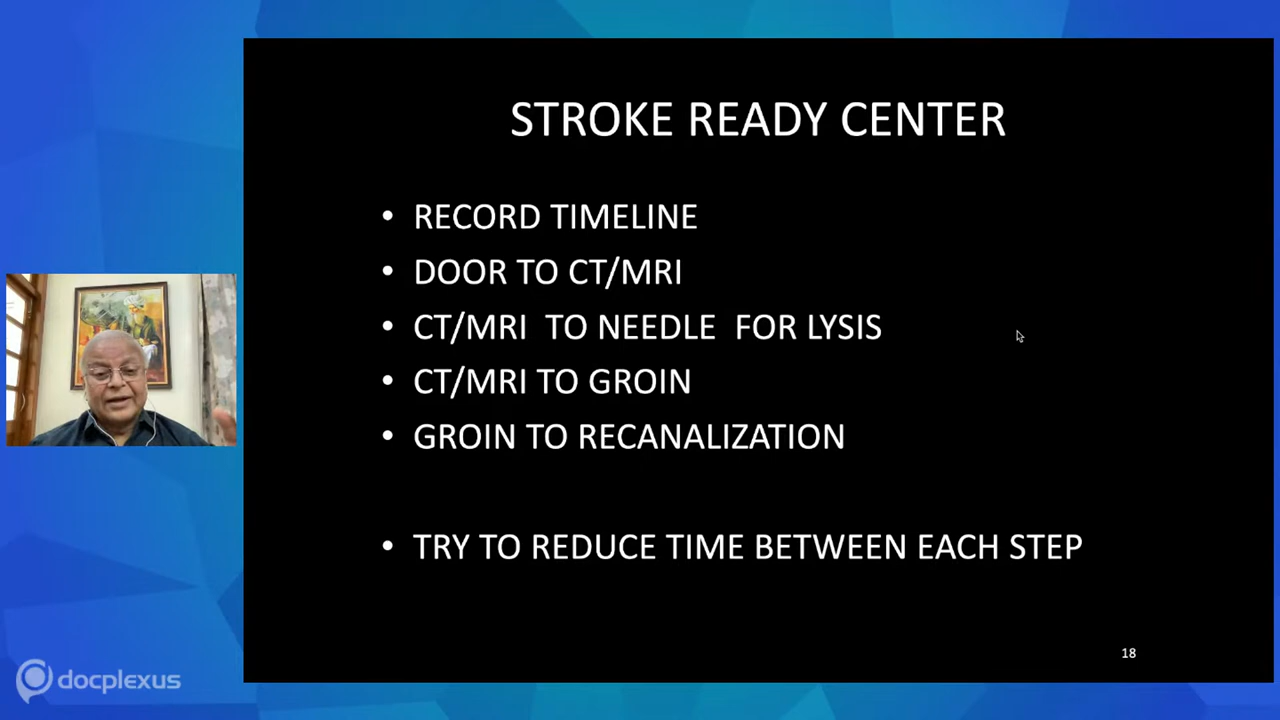 STROKE READY CENTER
• RECORD TIMELINE
• DOOR TO CT/MRI
• CT/MRI TO NEEDLE FOR LYSIS
• CT/MRI TO GROIN
• GROIN TO RECANALIZATION
• TRY TO REDUCE TIME BETWEEN EACH STEP
18
docplexus